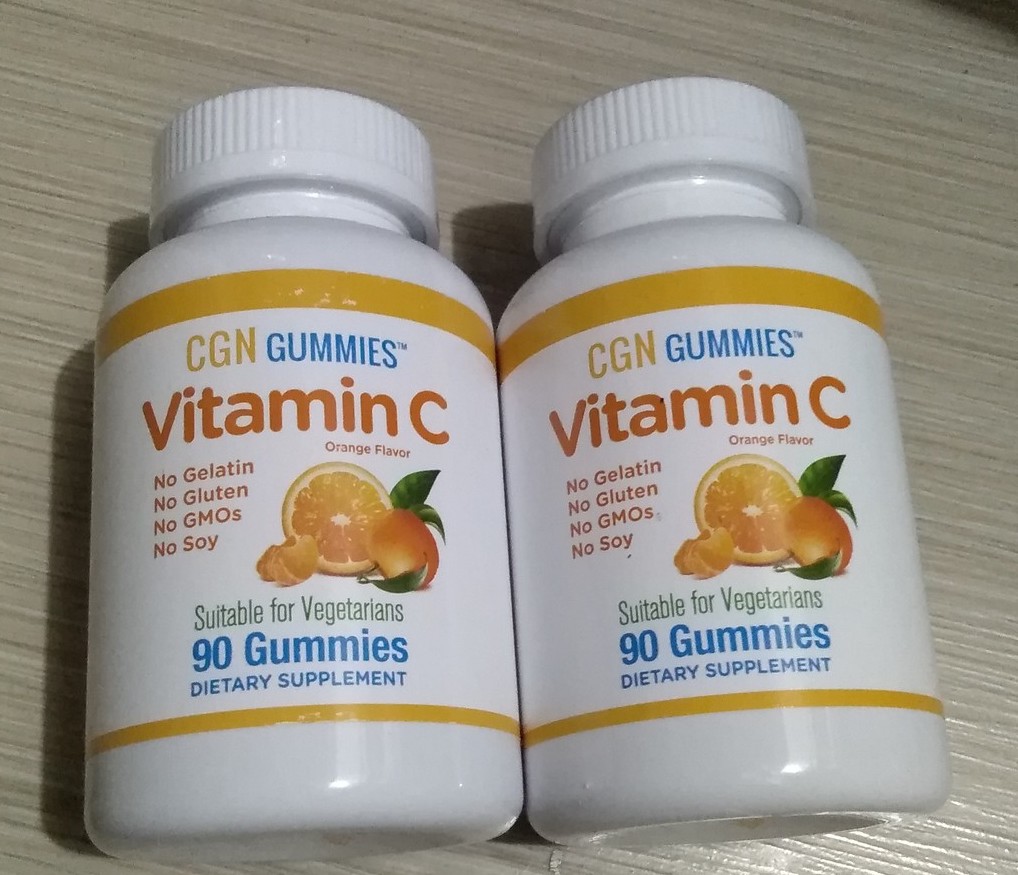 CGN GUMMIES™
Vitamin C
Orange Flavor
No Gelatin
No Gluten
No GMOs
No Soy
Suitable for Vegetarians
90 Gummies
DIETARY SUPPLEMENT
CGN GUMMIES™
Vitamin C
Orange Flavor
No Gelatin
No Gluten
No GMOs
No Soy
Suitable for Vegetarians
90 Gummies
DIETARY SUPPLEMENT